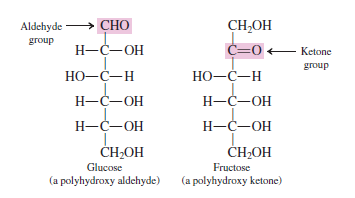 Aldehyde group
CHO
H—C—OH
HO—C—H
H—C—OH
H—C—OH
CH₂OH
Glucose
(a polyhydroxy aldehyde)
CH₂OH
C=O
Ketone group
HO—C—H
H—C—OH
H—C—OH
CH₂OH
Fructose
(a polyhydroxy ketone)